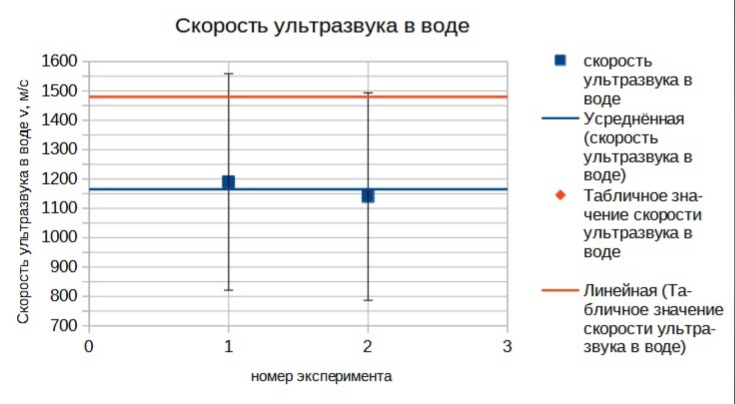 Скорость ультразвука в воде
Скорость ультразвука в воде v, м/с
1600
1500
1400
1300
1200
1100
1000
900
800
700
0 1 2 3
номер эксперимента
скорость
ультразвука в
воде
Усреднённая
(скорость
ультразвука в
воде)
Табличное зна-
чение скорости
ультразвука в
воде
Линейная (Та-
бличное значение
скорости ультра-
звука в воде)